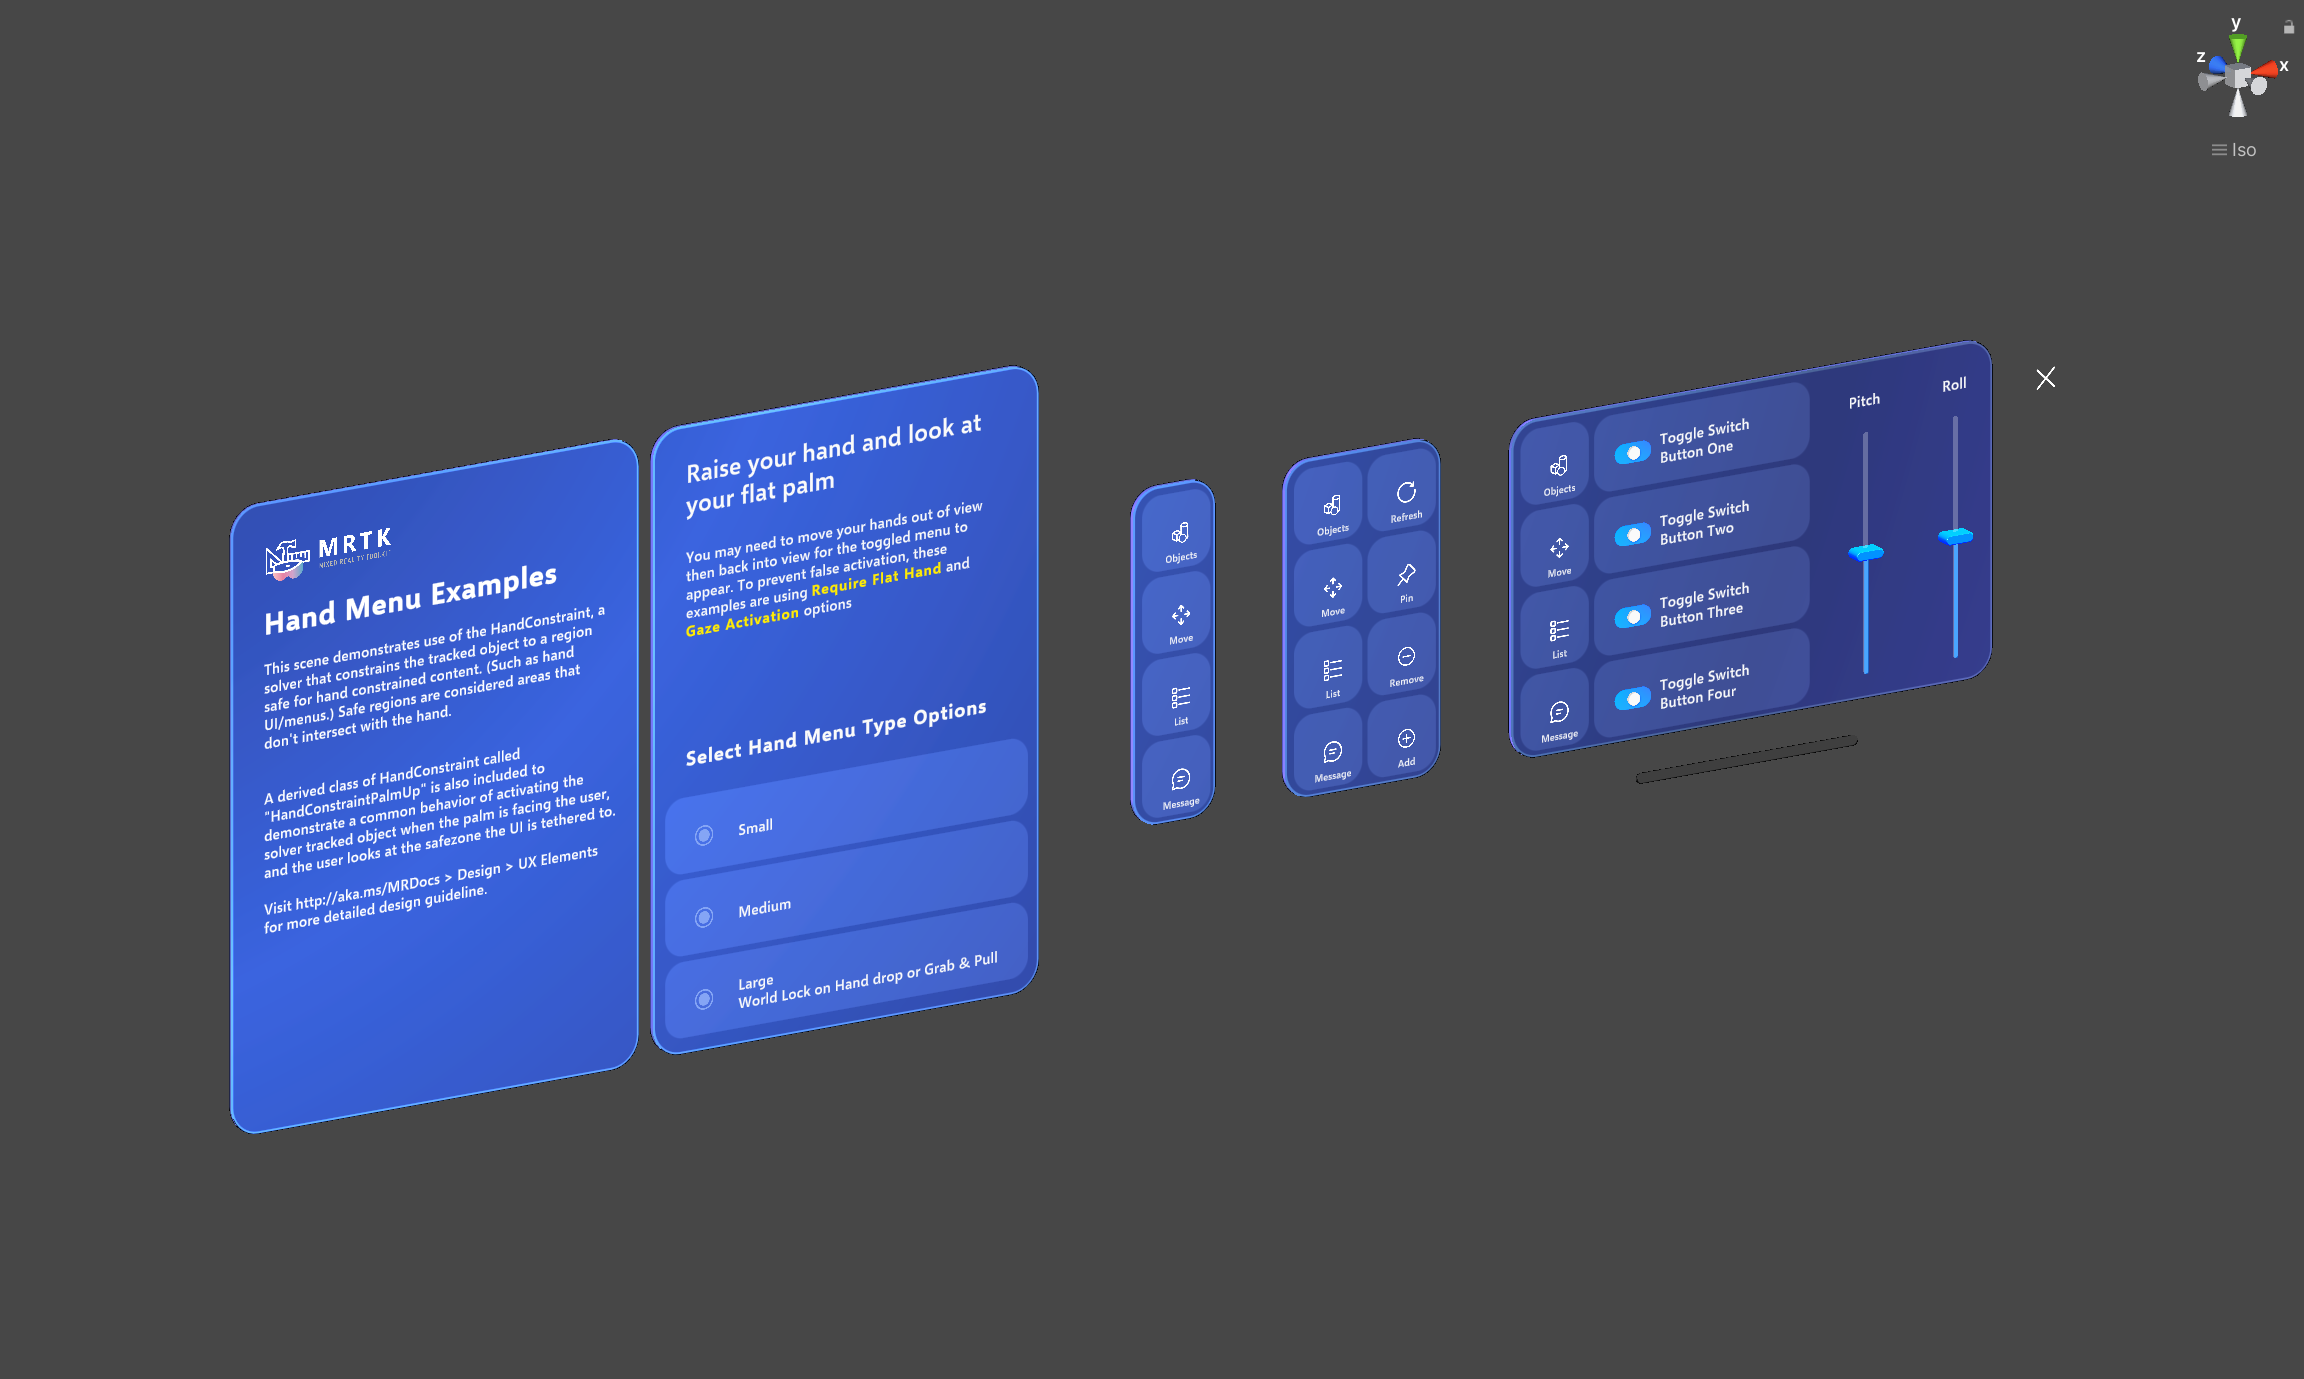 y
z
x
Iso
MRTK
MIXED REALITY TOOLKIT
Hand Menu Examples
This scene demonstrates use of the HandConstraint, a
solver that constrains the tracked object to a region
safe for hand constrained content. (Such as hand
UI/menus.) Safe regions are considered areas that
don't intersect with the hand.
A derived class of HandConstraint called
"HandConstraintPalmUp" is also included to
demonstrate a common behavior of activating the
solver tracked object when the palm is facing the user,
and the user looks at the safezone the UI is tethered to.
Visit http://aka.ms/MRDocs > Design > UX Elements
for more detailed design guideline.
Raise your hand and look at
your flat palm
You may need to move your hands out of view
then back into view for the toggled menu to
appear. To prevent false activation, these
examples are using Require Flat Hand and
Gaze Activation options
Select Hand Menu Type Options
Small
Medium
Large
World Lock on Hand drop or Grab & Pull
Objects
Move
List
Message
Objects
Refresh
Move
Pin
List
Remove
Message
Add
Objects
Move
List
Message
Toggle Switch
Button One
Toggle Switch
Button Two
Toggle Switch
Button Three
Toggle Switch
Button Four
Pitch
Roll